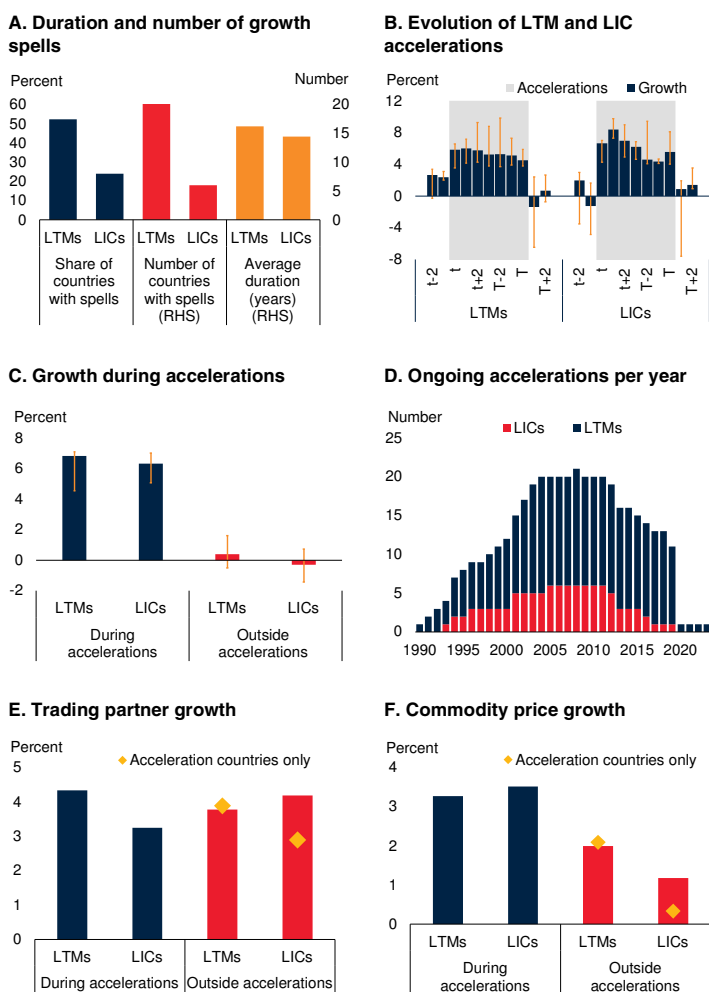 A. Duration and number of growth
spells
Percent
Number
60
50
40
30
20
10
0
20
15
10
5
0
LTMs LICs LTMs LICs LTMs LICs
Share of
countries
with spells
Number of
countries
with spells
(RHS)
Average
duration
(years)
(RHS)
B. Evolution of LTM and LIC
accelerations
Percent
Accelerations
Growth
12
8
4
0
-4
-8
t-2
t
t+2
T-2
T
T+2
t-2
t
t+2
T-2
T
T+2
LTMs
LICs
C. Growth during accelerations
Percent
8
6
4
2
0
-2
LTMs LICs LTMs LICs
During
accelerations
Outside
accelerations
D. Ongoing accelerations per year
Number
LICs
LTMs
25
20
15
10
5
0
1990 1995 2000 2005 2010 2015 2020
E. Trading partner growth
Percent
Acceleration countries only
5
4
3
2
1
0
LTMs LICs LTMs LICs
During accelerations
Outside accelerations
F. Commodity price growth
Percent
Acceleration countries only
4
3
2
1
0
LTMs LICs LTMs LICs
During
accelerations
Outside
accelerations